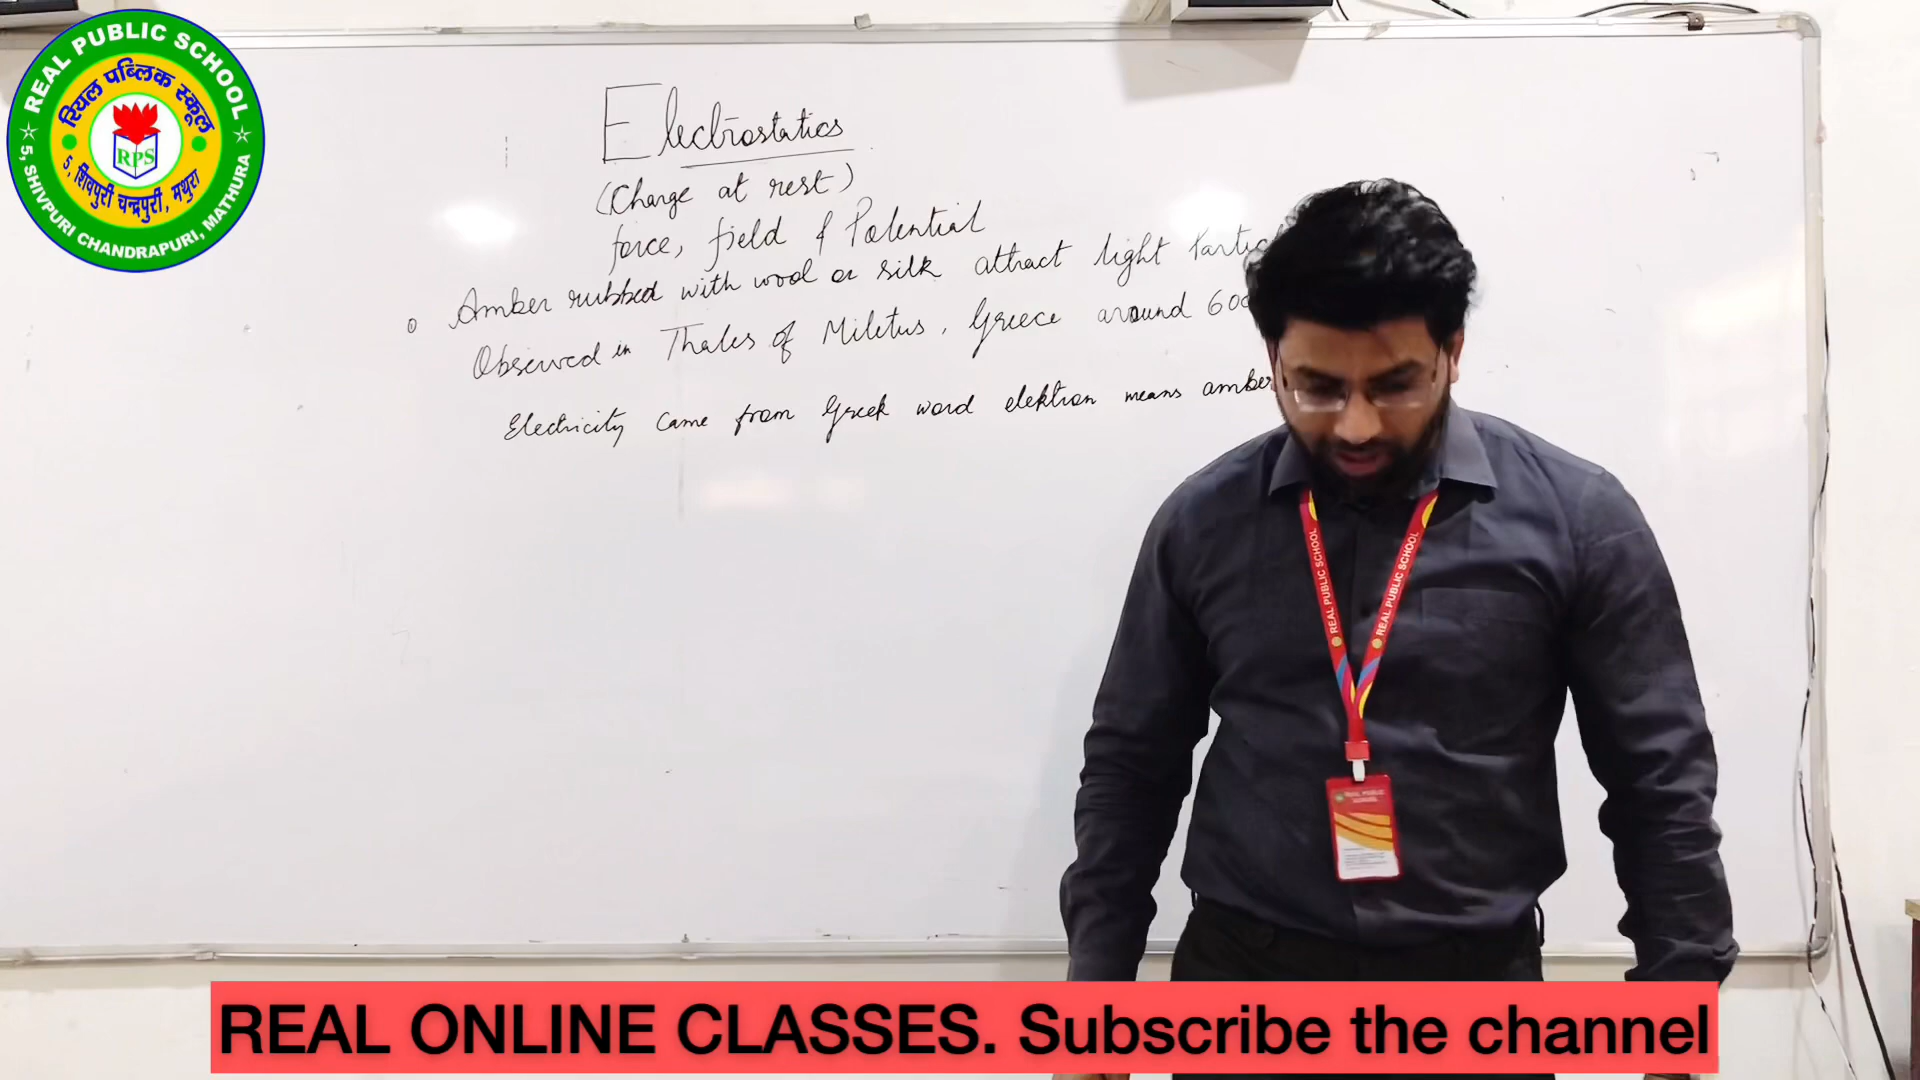 REAL PUBLIC SCHOOL
रियल पब्लिक स्कूल
RPS
5, शिवपुरी चन्द्रपुरी, मथुरा
5, SHIVPURI CHANDRAPURI, MATHURA
Electrostatics
(Charge at rest)
force, field & Potential
Amber rubbed with wool or silk attract light
Observed in Thales of Miletus, Greece around
Electricity came from Greek word elektron means amber
REAL PUBLIC SCHOOL
REAL PUBLIC SCHOOL
REAL PUBLIC
SCHOOL
REAL ONLINE CLASSES. Subscribe the channel